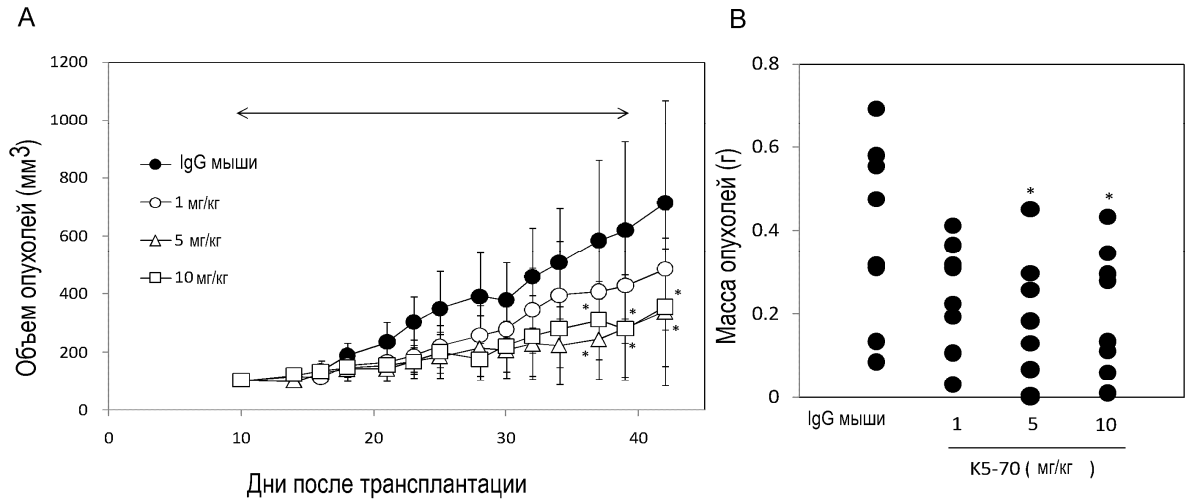 A
1200
1000
800
600
400
200
0
0
10
20
30
40
Объем опухолей (мм3)
Дни после трансплантации
IgG мыши
1 мг/кг
5 мг/кг
10 мг/кг
*
*
*
*
*
*
B
0.8
0.6
0.4
0.2
0
Масса опухолей (г)
*
*
IgG мыши
1
5
10
K5-70 ( мг/кг )